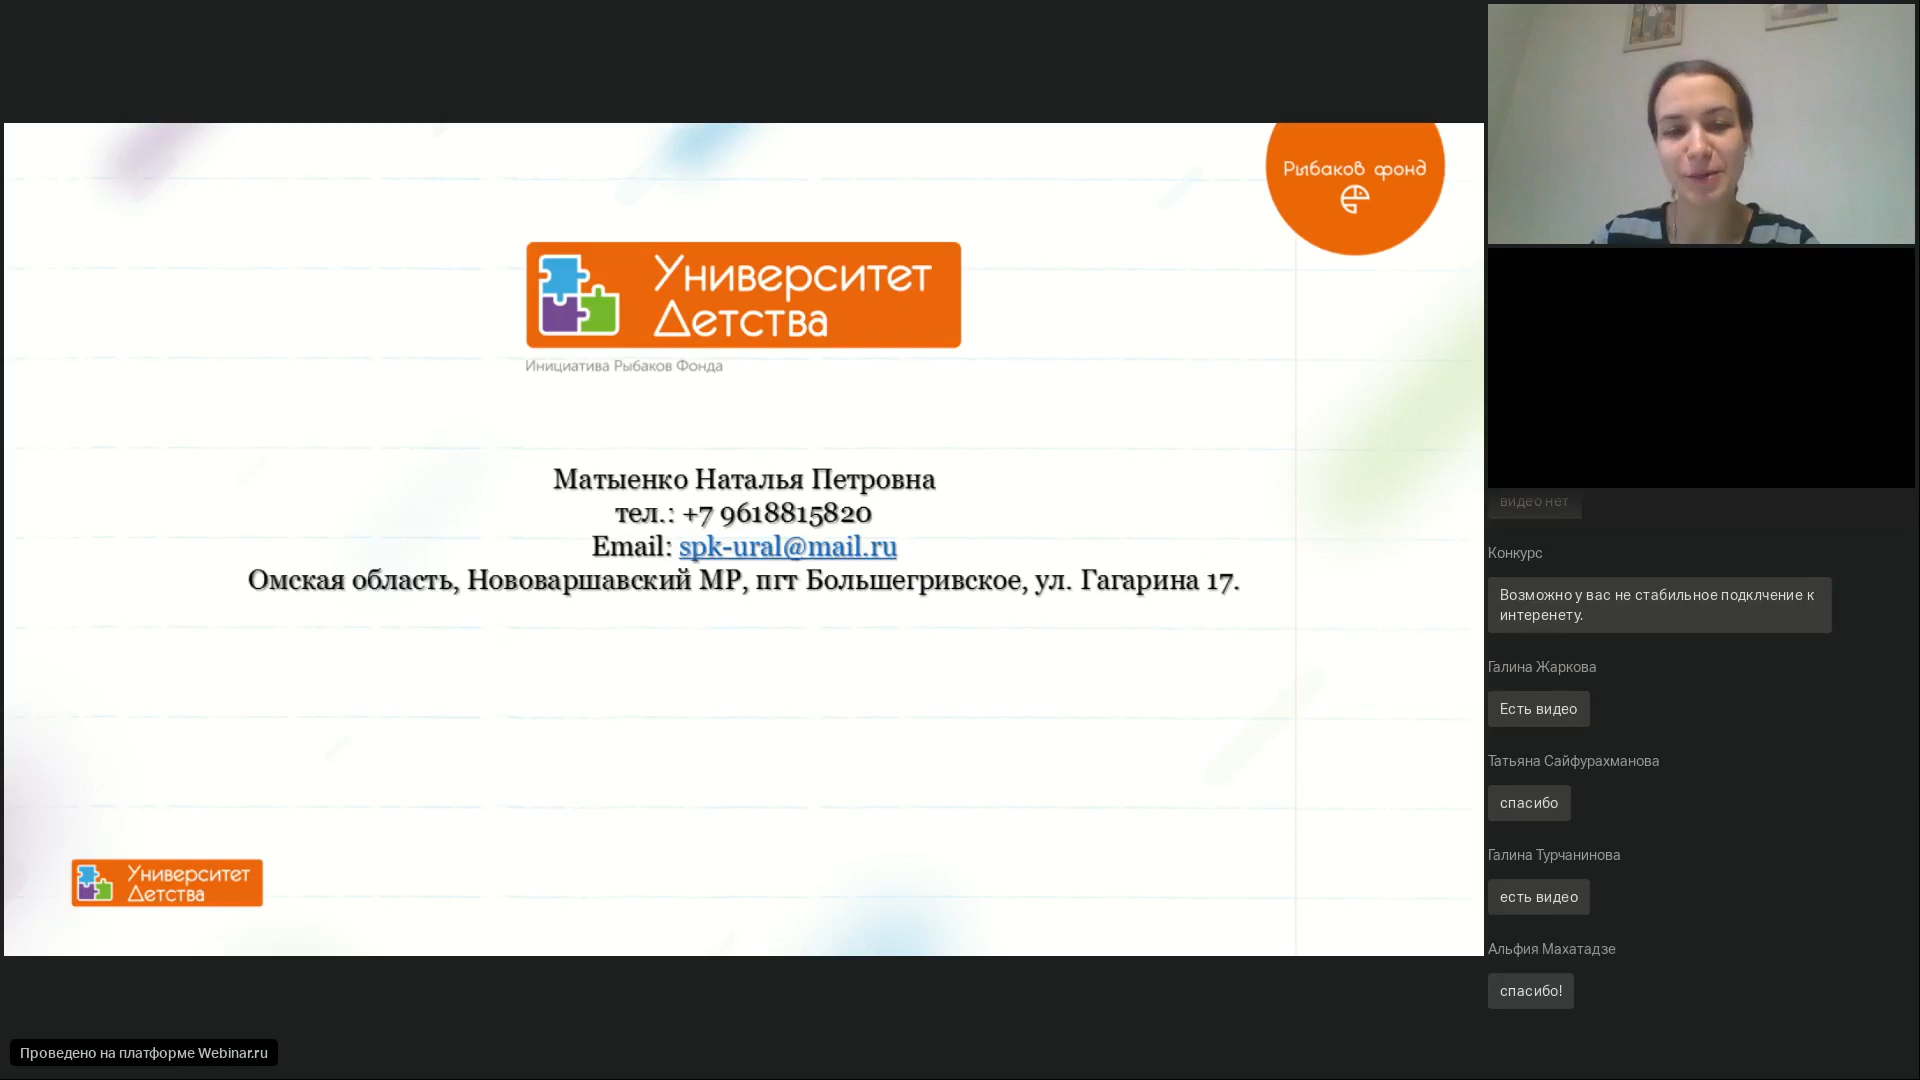 Рыбаков фонд
Университет
Детства
Инициатива Рыбаков Фонда
Матыенко Наталья Петровна
тел.: +7 9618815820
Email: spk-ural@mail.ru
Омская область, Нововаршавский МР, пгт Большегривское, ул. Гагарина 17.
Университет
Детства
Проведено на платформе Webinar.ru
видео нет
Конкурс
Возможно у вас не стабильное подклчение к
интеренету.
Галина Жаркова
Есть видео
Татьяна Сайфурахманова
спасибо
Галина Турчанинова
есть видео
Альфия Махатадзе
спасибо!